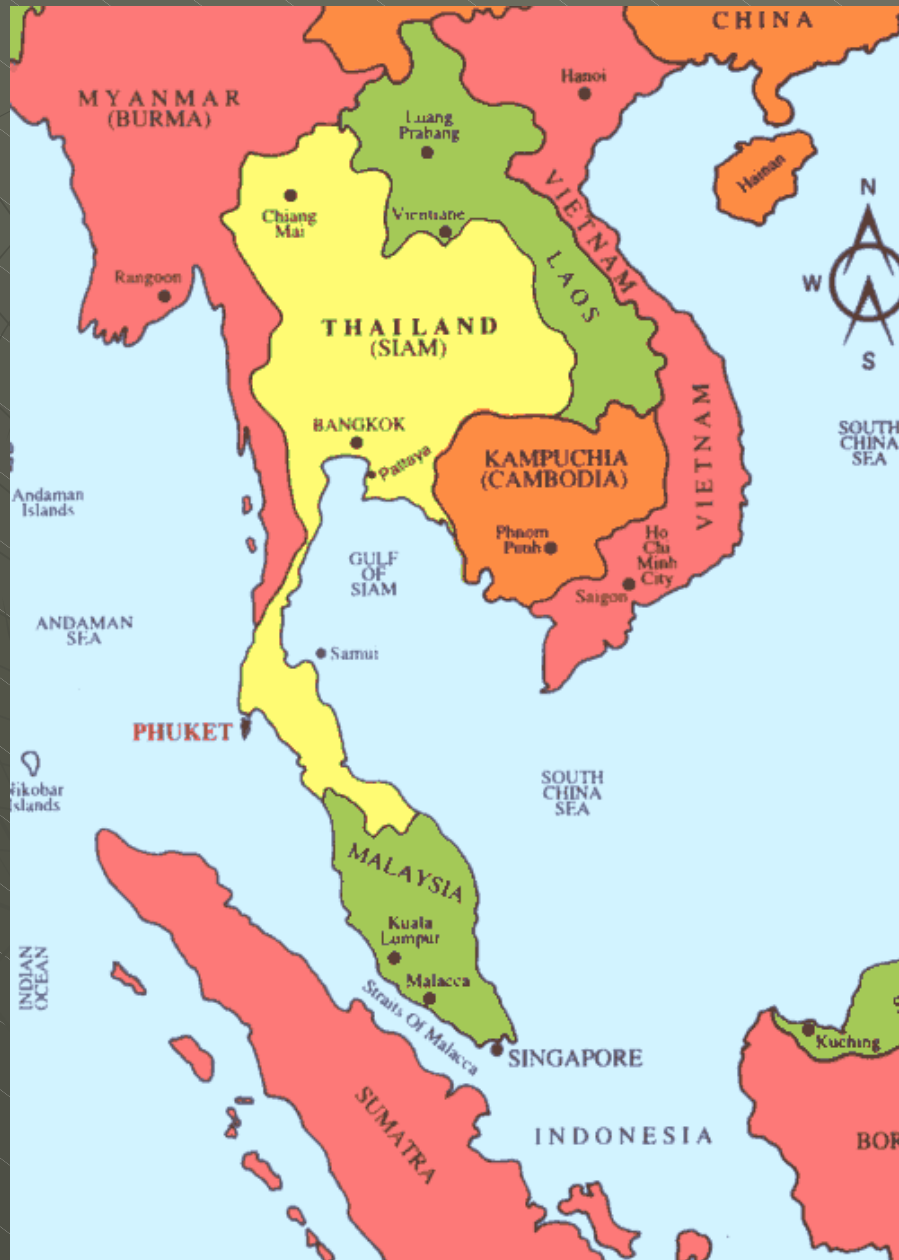 CHINA
Hanoi
MYANMAR
(BURMA)
Luang
Prabang
Hainan
N
VIETNAM
Chiang
Mai
Vientiane
LAOS
Rangoon
W
S
THAILAND
(SIAM)
BANGKOK
Pattaya
KAMPUCHIA
(CAMBODIA)
VIETNAM
SOUTH
CHINA
SEA
Andaman
Islands
Phnom
Penh
Ho
Chi
Minh
City
Saigon
GULF
OF
SIAM
ANDAMAN
SEA
Samui
PHUKET
Nikobar
Islands
SOUTH
CHINA
SEA
MALAYSIA
Kuala
Lumpur
Malacca
INDIAN
OCEAN
Straits Of Malacca
SINGAPORE
Kuching
SUMATRA
INDONESIA
BOR